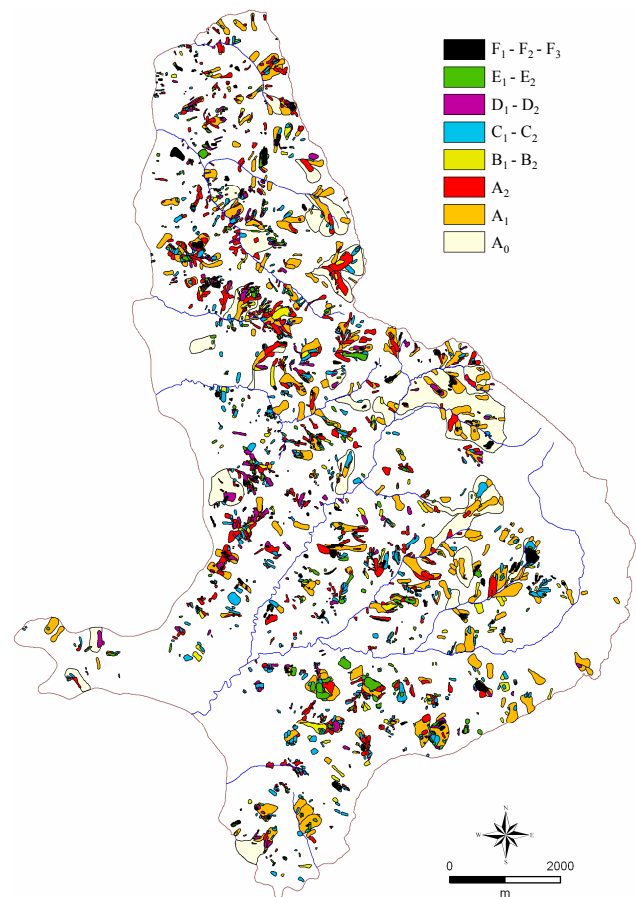 F₁ - F₂ - F₃
E₁ - E₂
D₁ - D₂
C₁ - C₂
B₁ - B₂
A₂
A₁
A₀
N
W E
S
0 2000
m